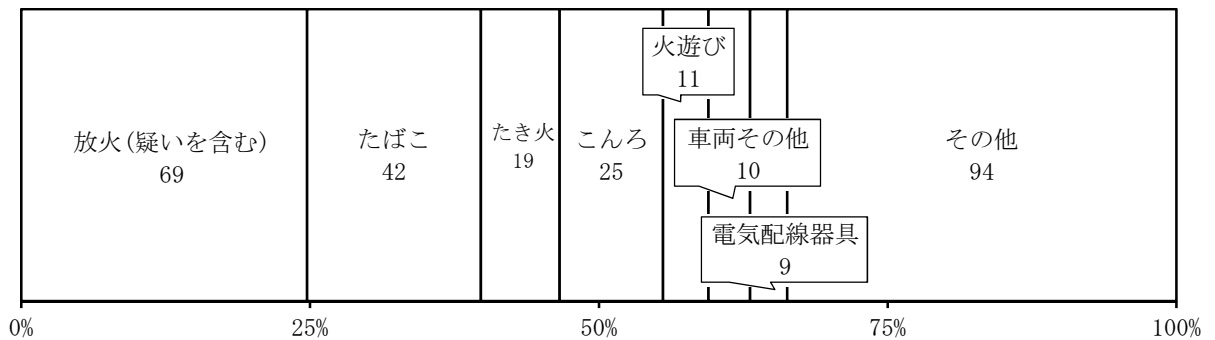 放火(疑いを含む)
69
たばこ
42
たき火
19
こんろ
25
火遊び
11
車両その他
10
電気配線器具
9
その他
94
0%
25%
50%
75%
100%